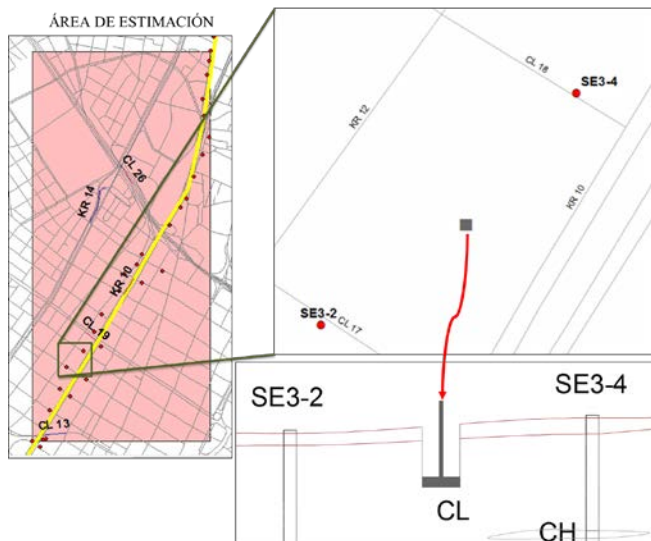 ÁREA DE ESTIMACIÓN
CL 26
KR 14
KR 10
CL 19
CL 13
CL 18
SE3-4
KR 12
KR 10
SE3-2
CL 17
SE3-2
SE3-4
CL
CH